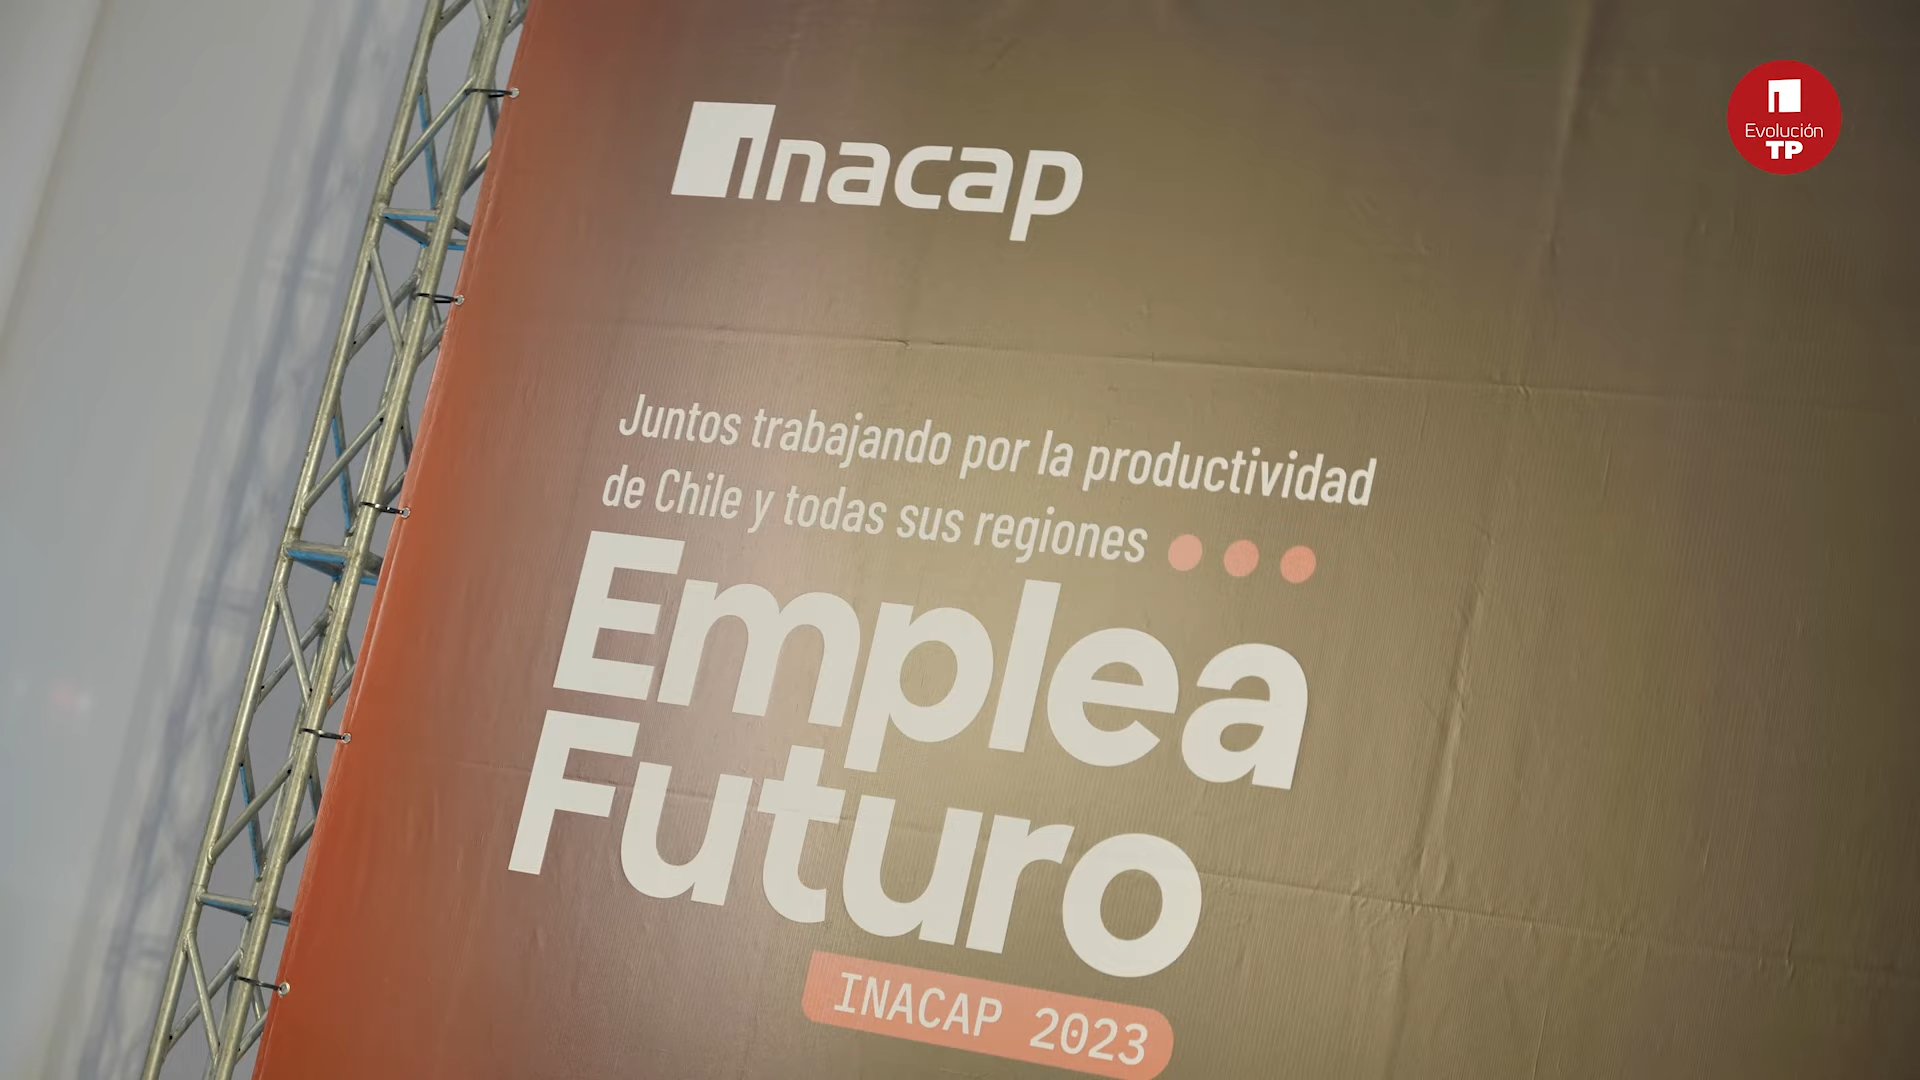 Inacap
Evolución
TP
Juntos trabajando por la productividad
de Chile y todas sus regiones
Emplea
Futuro
INACAP 2023